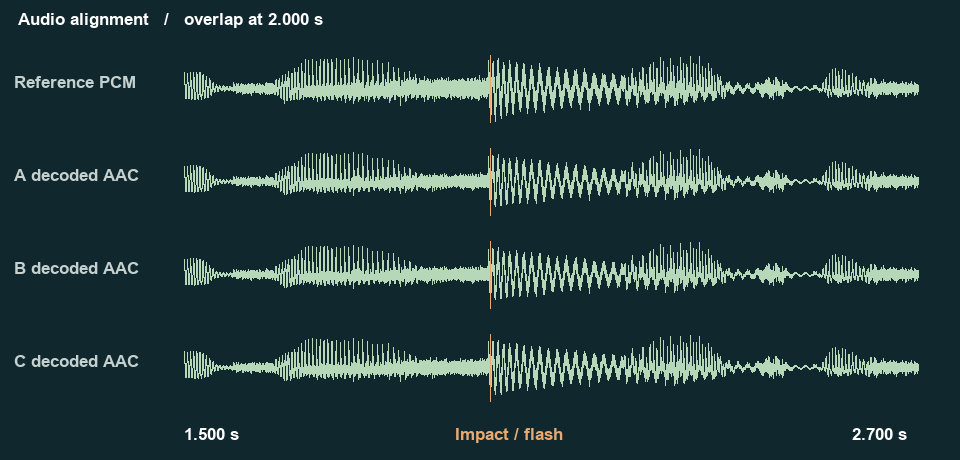 Audio alignment / overlap at 2.000 s
Reference PCM
A decoded AAC
B decoded AAC
C decoded AAC
1.500 s Impact / flash 2.700 s